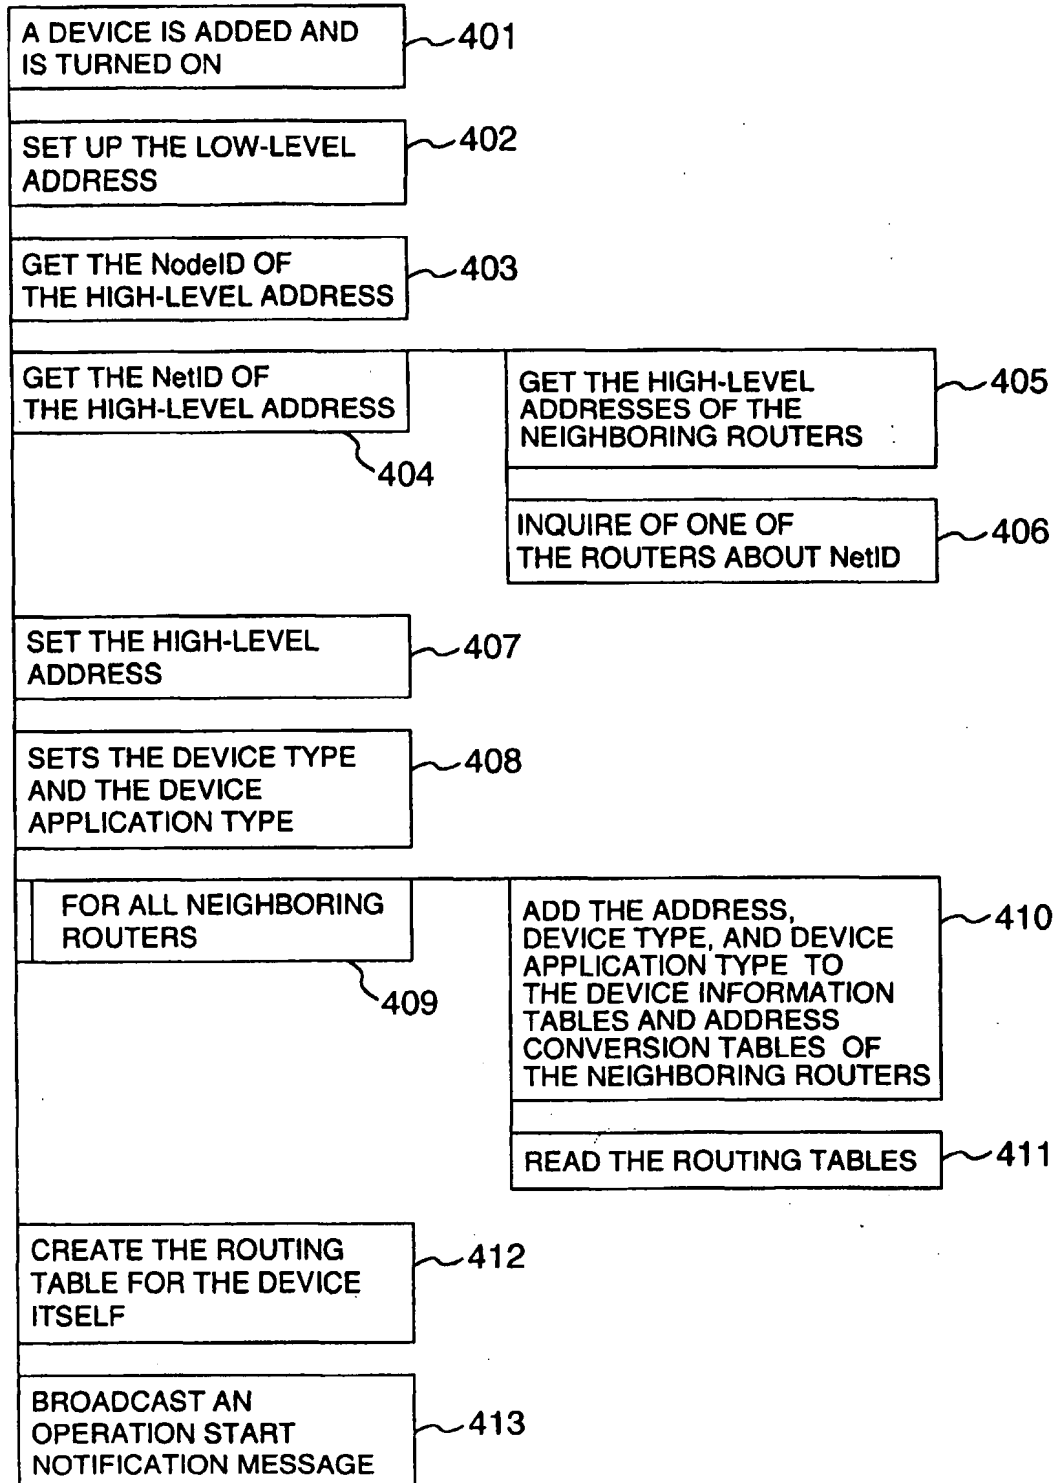 A DEVICE IS ADDED AND
IS TURNED ON
401
SET UP THE LOW-LEVEL
ADDRESS
402
GET THE NodeID OF
THE HIGH-LEVEL ADDRESS
403
GET THE NetID OF
THE HIGH-LEVEL ADDRESS
404
GET THE HIGH-LEVEL
ADDRESSES OF THE
NEIGHBORING ROUTERS
405
INQUIRE OF ONE OF
THE ROUTERS ABOUT NetID
406
SET THE HIGH-LEVEL
ADDRESS
407
SETS THE DEVICE TYPE
AND THE DEVICE
APPLICATION TYPE
408
FOR ALL NEIGHBORING
ROUTERS
409
ADD THE ADDRESS,
DEVICE TYPE, AND DEVICE
APPLICATION TYPE TO
THE DEVICE INFORMATION
TABLES AND ADDRESS
CONVERSION TABLES OF
THE NEIGHBORING ROUTERS
410
READ THE ROUTING TABLES
411
CREATE THE ROUTING
TABLE FOR THE DEVICE
ITSELF
412
BROADCAST AN
OPERATION START
NOTIFICATION MESSAGE
413